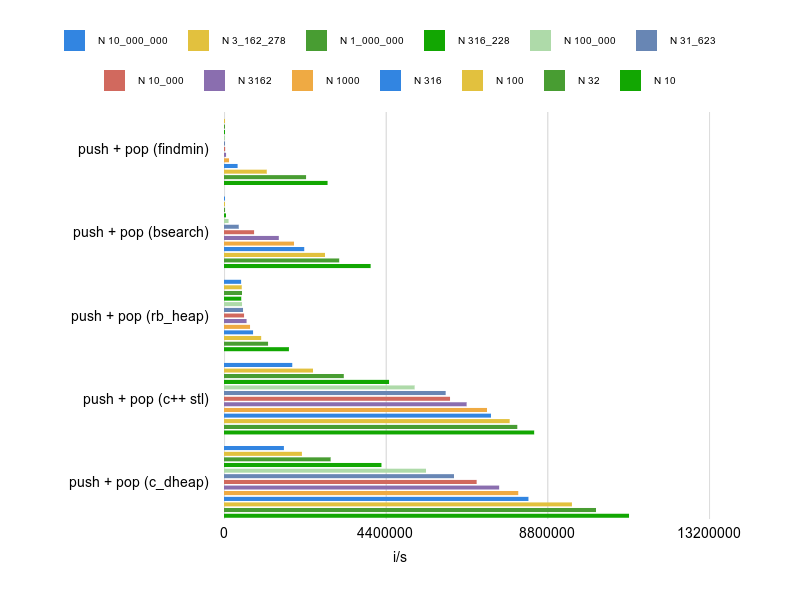 N 10_000_000 N 3_162_278 N 1_000_000 N 316_228 N 100_000 N 31_623
N 10_000 N 3162 N 1000 N 316 N 100 N 32 N 10
push + pop (findmin)
push + pop (bsearch)
push + pop (rb_heap)
push + pop (c++ stl)
push + pop (c_dheap)
0 4400000 8800000 13200000
i/s